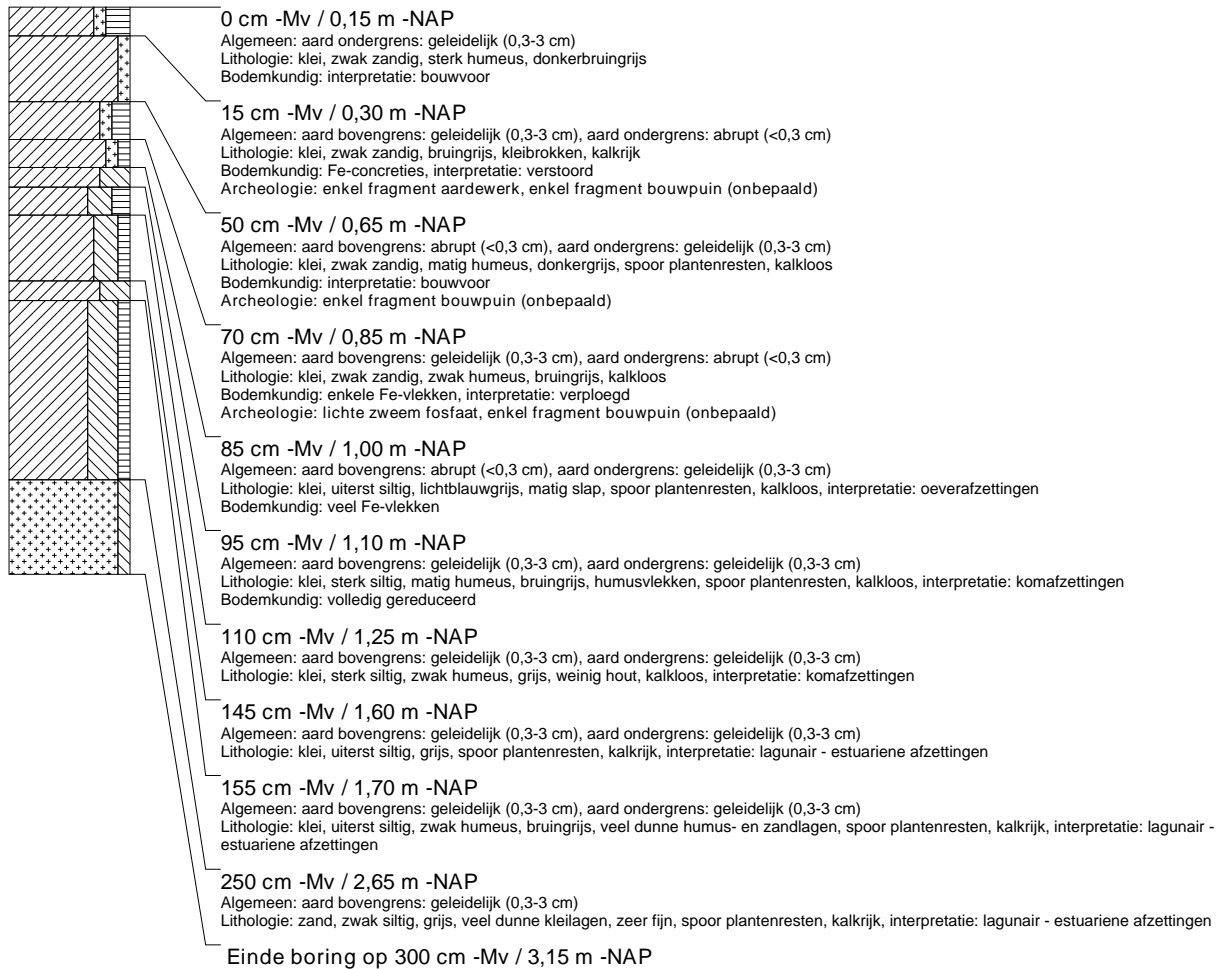 0 cm -Mv / 0,15 m -NAP
Algemeen: aard ondergrens: geleidelijk (0,3-3 cm)
Lithologie: klei, zwak zandig, sterk humeus, donkerbruingrijs
Bodemkundig: interpretatie: bouwvoor
15 cm -Mv / 0,30 m -NAP
Algemeen: aard bovengrens: geleidelijk (0,3-3 cm), aard ondergrens: abrupt (<0,3 cm)
Lithologie: klei, zwak zandig, bruingrijs, kleibrokken, kalkrijk
Bodemkundig: Fe-concreties, interpretatie: verstoord
Archeologie: enkel fragment aardewerk, enkel fragment bouwpuin (onbepaald)
50 cm -Mv / 0,65 m -NAP
Algemeen: aard bovengrens: abrupt (<0,3 cm), aard ondergrens: geleidelijk (0,3-3 cm)
Lithologie: klei, zwak zandig, matig humeus, donkergrijs, spoor plantenresten, kalkloos
Bodemkundig: interpretatie: bouwvoor
Archeologie: enkel fragment bouwpuin (onbepaald)
70 cm -Mv / 0,85 m -NAP
Algemeen: aard bovengrens: geleidelijk (0,3-3 cm), aard ondergrens: abrupt (<0,3 cm)
Lithologie: klei, zwak zandig, zwak humeus, bruingrijs, kalkloos
Bodemkundig: enkele Fe-vlekken, interpretatie: verploegd
Archeologie: lichte zweem fosfaat, enkel fragment bouwpuin (onbepaald)
85 cm -Mv / 1,00 m -NAP
Algemeen: aard bovengrens: abrupt (<0,3 cm), aard ondergrens: geleidelijk (0,3-3 cm)
Lithologie: klei, uiterst siltig, lichtblauwgrijs, matig slap, spoor plantenresten, kalkloos, interpretatie: oeverafzettingen
Bodemkundig: veel Fe-vlekken
95 cm -Mv / 1,10 m -NAP
Algemeen: aard bovengrens: geleidelijk (0,3-3 cm), aard ondergrens: geleidelijk (0,3-3 cm)
Lithologie: klei, sterk siltig, matig humeus, bruingrijs, humusvlekken, spoor plantenresten, kalkloos, interpretatie: komafzettingen
Bodemkundig: volledig gereduceerd
110 cm -Mv / 1,25 m -NAP
Algemeen: aard bovengrens: geleidelijk (0,3-3 cm), aard ondergrens: geleidelijk (0,3-3 cm)
Lithologie: klei, sterk siltig, zwak humeus, grijs, weinig hout, kalkloos, interpretatie: komafzettingen
145 cm -Mv / 1,60 m -NAP
Algemeen: aard bovengrens: geleidelijk (0,3-3 cm), aard ondergrens: geleidelijk (0,3-3 cm)
Lithologie: klei, uiterst siltig, grijs, spoor plantenresten, kalkrijk, interpretatie: lagunair - estuariene afzettingen
155 cm -Mv / 1,70 m -NAP
Algemeen: aard bovengrens: geleidelijk (0,3-3 cm), aard ondergrens: geleidelijk (0,3-3 cm)
Lithologie: klei, uiterst siltig, zwak humeus, bruingrijs, veel dunne humus- en zandlagen, spoor plantenresten, kalkrijk, interpretatie: lagunair -
estuariene afzettingen
250 cm -Mv / 2,65 m -NAP
Algemeen: aard bovengrens: geleidelijk (0,3-3 cm)
Lithologie: zand, zwak siltig, grijs, veel dunne kleilagen, zeer fijn, spoor plantenresten, kalkrijk, interpretatie: lagunair - estuariene afzettingen
Einde boring op 300 cm -Mv / 3,15 m -NAP